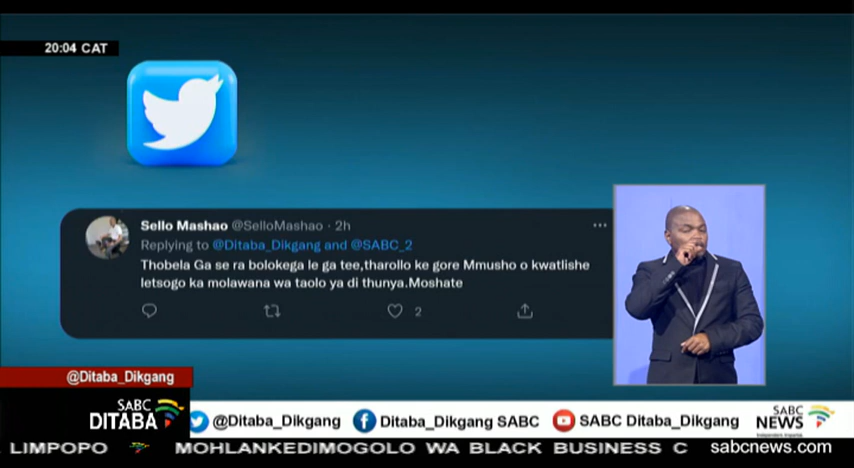 20:04 CAT
Sello Mashao @SelloMashao · 2h
Replying to @Ditaba_Dikgang and @SABC_2
Thobela Ga se ra bolokega le ga tee,tharollo ke gore Mmusho o kwatlishe
letsogo ka molawana wa taolo ya di thunya.Moshate
2
@Ditaba_Dikgang
SABC
DITABA
@Ditaba_Dikgang
Ditaba_Dikgang SABC
SABC Ditaba_Dikgang
SABC
NEWS
Independent. Impartial.
LIMPOPO
MOHLANKEDIMOGOLO WA BLACK BUSINESS C
sabcnews.com